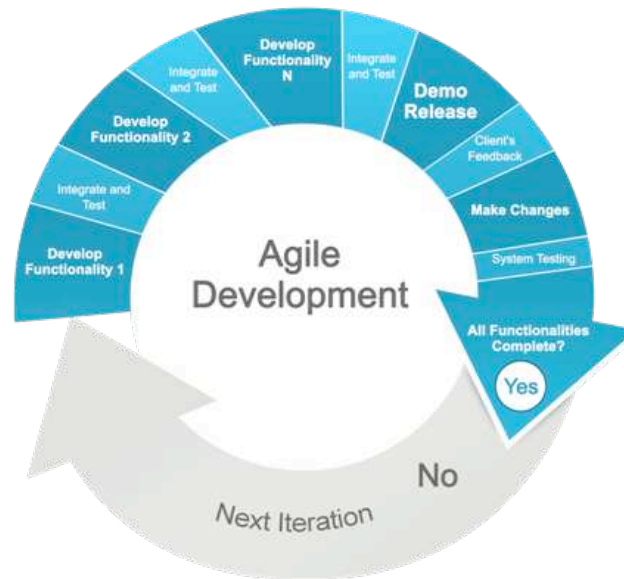 Develop
Functionality 1
Integrate and
Test
Develop
Functionality 2
Integrate
and Test
Develop
Functionality
N
Integrate
and Test
Demo
Release
Client's
Feedback
Make Changes
System Testing
All Functionalities
Complete?
Yes
No
Next Iteration
Agile
Development